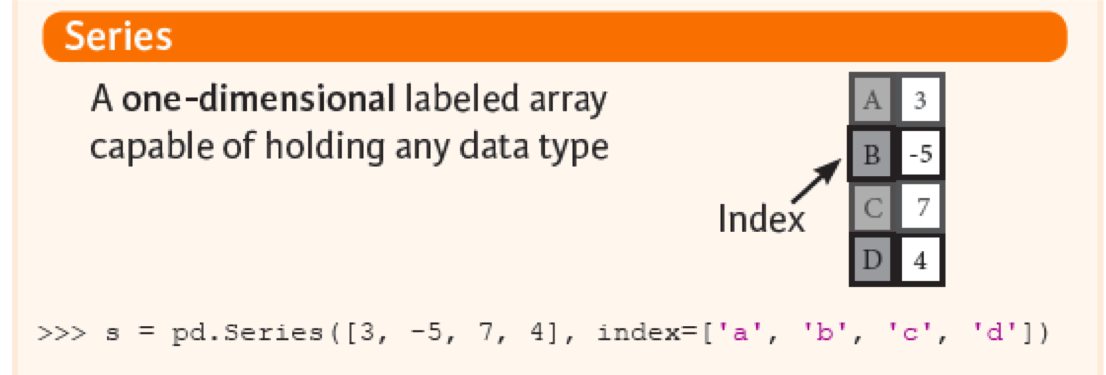 Series
A one-dimensional labeled array
capable of holding any data type
A 3
B -5
Index
C 7
D 4
>>> s = pd.Series([3, -5, 7, 4], index=['a', 'b', 'c', 'd'])